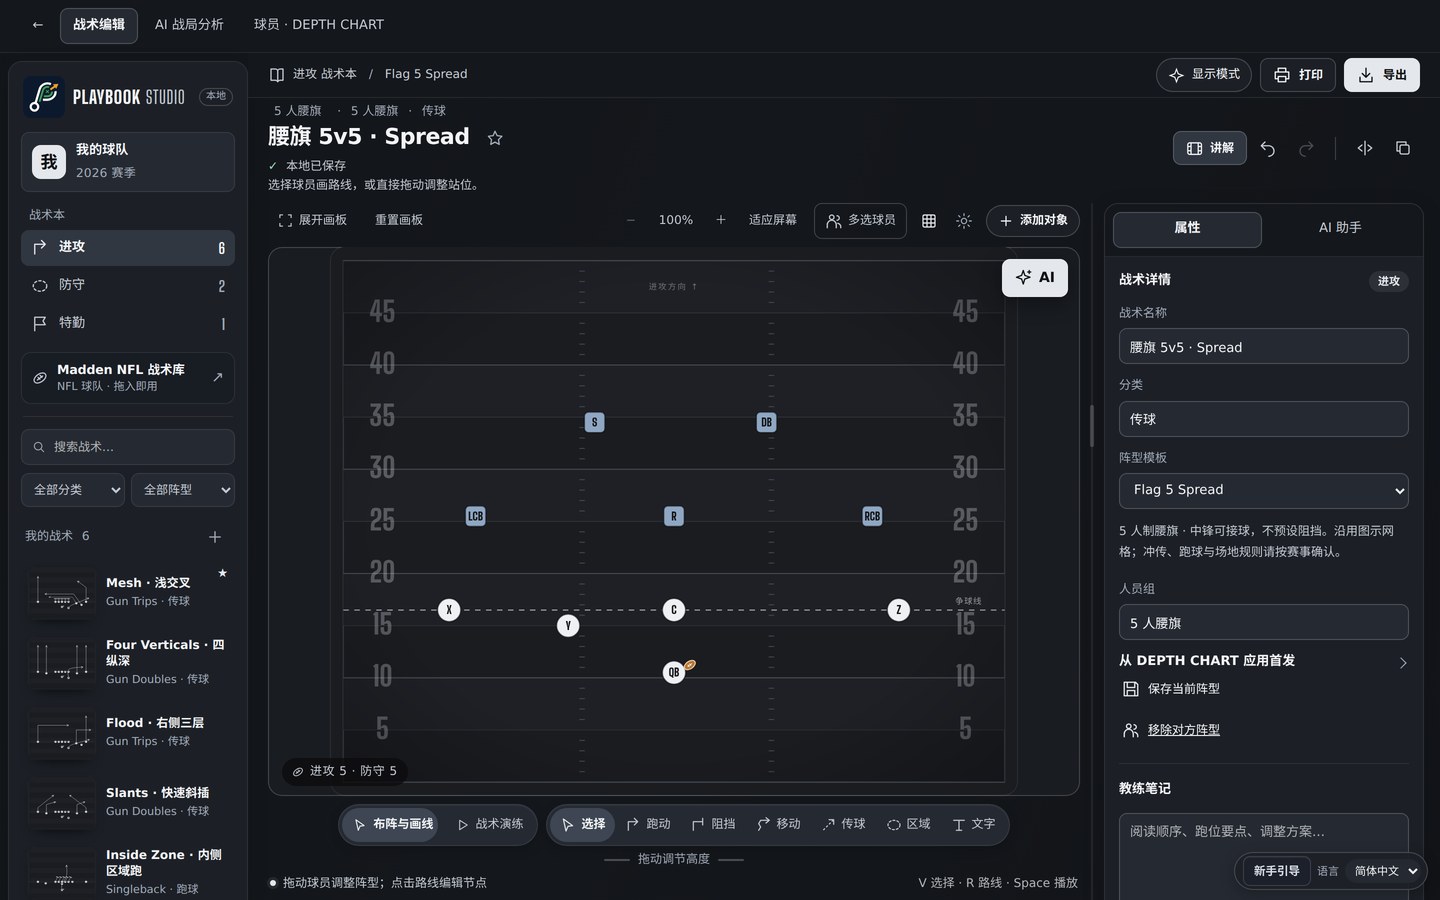 ← 战术编辑 AI 战局分析 球员 · DEPTH CHART
PLAYBOOK STUDIO 本地
我 我的球队
2026 赛季
战术本
进攻 6
防守 2
特勤 1
Madden NFL 战术库 ↗
NFL 球队 · 拖入即用
搜索战术...
全部分类 全部阵型
我的战术 6 +
Mesh · 浅交叉 ★
Gun Trips · 传球
Four Verticals · 四
纵深
Gun Doubles · 传球
Flood · 右侧三层
Gun Trips · 传球
Slants · 快速斜插
Gun Doubles · 传球
Inside Zone · 内侧
区域跑
Singleback · 跑球
进攻 战术本 / Flag 5 Spread
显示模式 打印 导出
5 人腰旗 · 5 人腰旗 · 传球
腰旗 5v5 · Spread
✓ 本地已保存
选择球员画路线，或直接拖动调整站位。
讲解
展开画板 重置画板 − 100% + 适应屏幕 多选球员 + 添加对象
AI
进攻方向 ↑
45 45
40 40
35 S DB 35
30 30
25 LCB R RCB 25
20 20
争球线
X C Z
15 Y 15
10 QB 10
5 5
进攻 5 · 防守 5
布阵与画线 战术演练 选择 跑动 阻挡 移动 传球 区域 文字
拖动调节高度
拖动球员调整阵型；点击路线编辑节点 V 选择 · R 路线 · Space 播放
属性 AI 助手
战术详情 进攻
战术名称
腰旗 5v5 · Spread
分类
传球
阵型模板
Flag 5 Spread
5 人制腰旗 · 中锋可接球，不预设阻挡。沿用图示网
格；冲传、跑球与场地规则请按赛事确认。
人员组
5 人腰旗
从 DEPTH CHART 应用首发
保存当前阵型
移除对方阵型
教练笔记
阅读顺序、跑位要点、调整方案...
新手引导 语言 简体中文